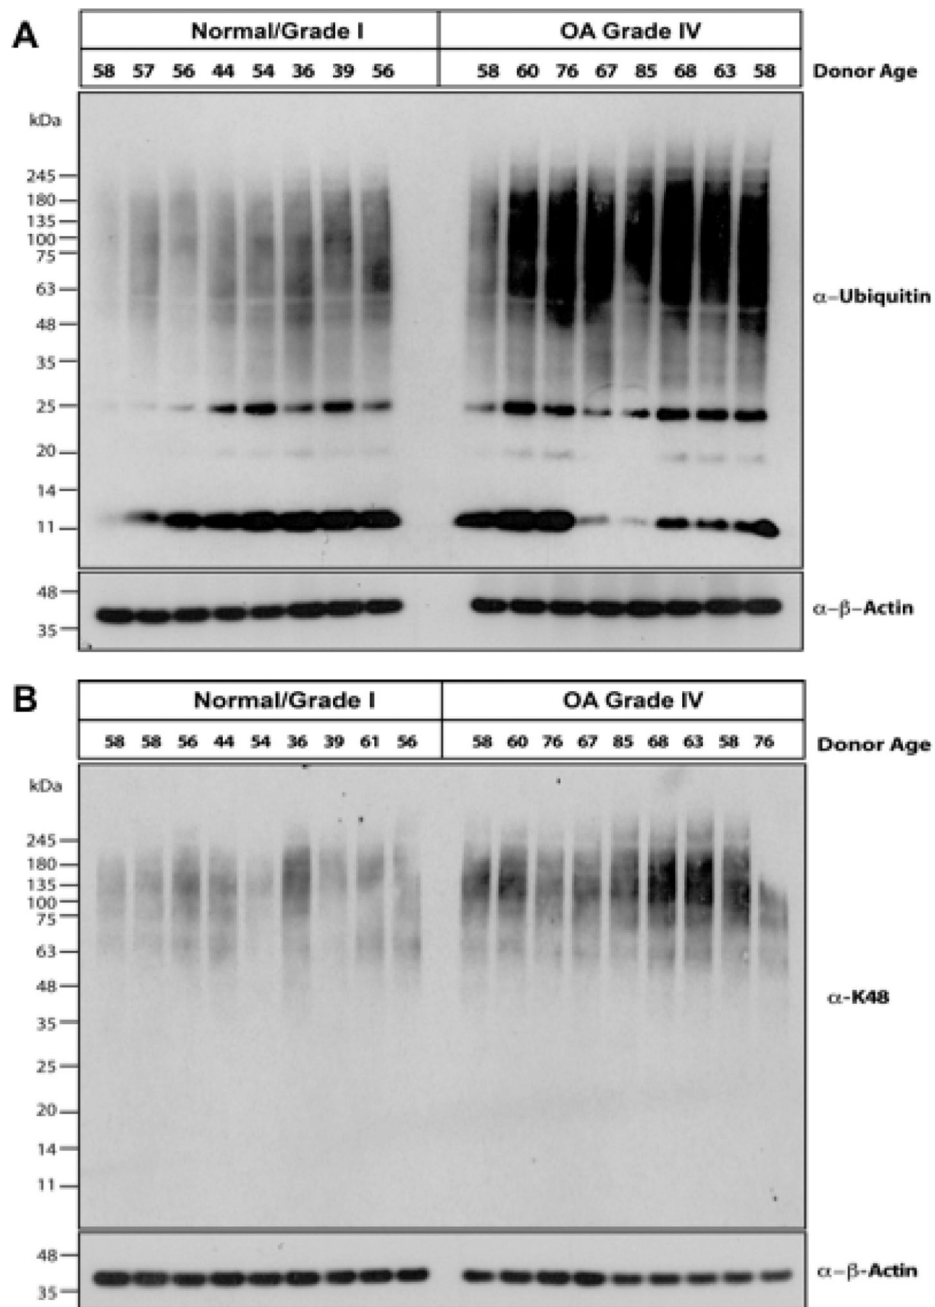 A
Normal/Grade I OA Grade IV
58 57 56 44 54 36 39 56 58 60 76 67 85 68 63 58 Donor Age
kDa
245
180
135
100
75
63
α-Ubiquitin
48
35
25
20
14
11
48
α-β-Actin
35
B
Normal/Grade I OA Grade IV
58 58 56 44 54 36 39 61 56 58 60 76 67 85 68 63 58 76 Donor Age
kDa
245
180
135
100
75
63
48
α-K48
35
25
20
14
11
48
α-β-Actin
35